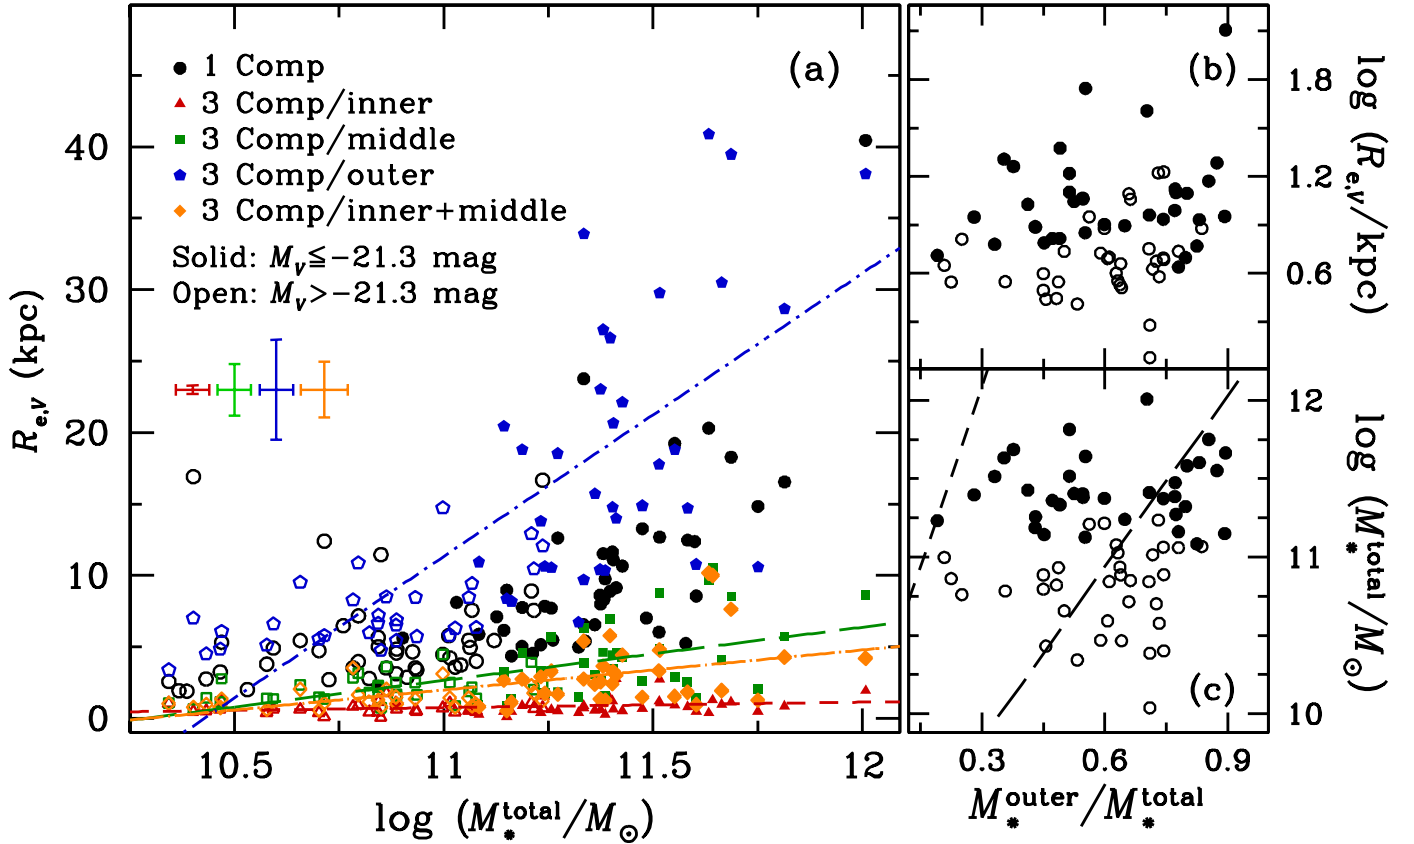 (a)
1 Comp
3 Comp/inner
3 Comp/middle
3 Comp/outer
3 Comp/inner+middle
Solid: M_V≦−21.3 mag
Open: M_V>−21.3 mag
40
30
20
10
0
R_e,V (kpc)
10.5 11 11.5 12
log (M_*^total/M_⊙)
(b)
1.8
1.2
0.6
log (R_e,V/kpc)
(c)
12
11
10
log (M_*^total/M_⊙)
0.3 0.6 0.9
M_*^outer/M_*^total